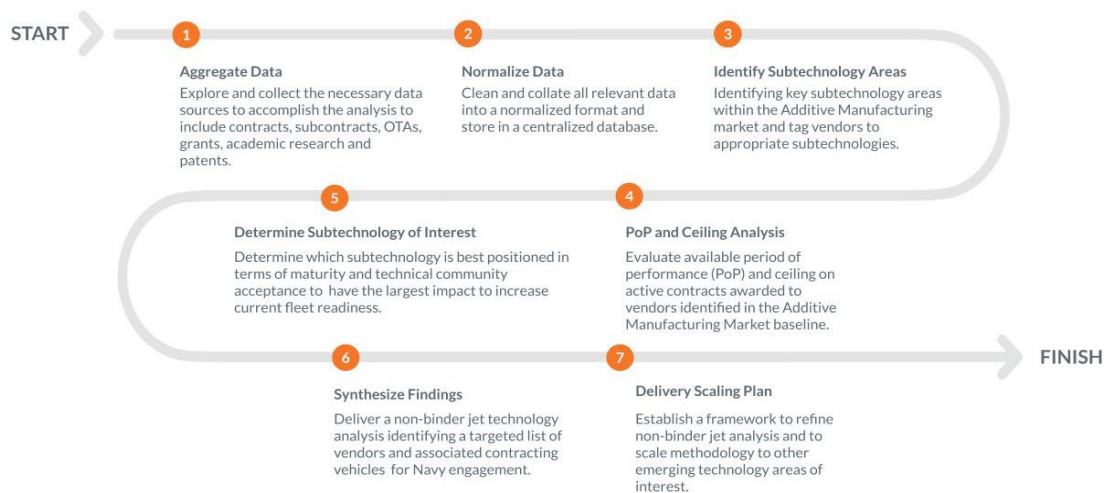 START
1
Aggregate Data
Explore and collect the necessary data
sources to accomplish the analysis to
include contracts, subcontracts, OTAs,
grants, academic research and
patents.
2
Normalize Data
Clean and collate all relevant data
into a normalized format and
store in a centralized database.
3
Identify Subtechnology Areas
Identifying key subtechnology areas
within the Additive Manufacturing
market and tag vendors to
appropriate subtechnologies.
4
PoP and Ceiling Analysis
Evaluate available period of
performance (PoP) and ceiling on
active contracts awarded to
vendors identified in the Additive
Manufacturing Market baseline.
5
Determine Subtechnology of Interest
Determine which subtechnology is best positioned in
terms of maturity and technical community
acceptance to have the largest impact to increase
current fleet readiness.
6
Synthesize Findings
Deliver a non-binder jet technology
analysis identifying a targeted list of
vendors and associated contracting
vehicles for Navy engagement.
7
Delivery Scaling Plan
Establish a framework to refine
non-binder jet analysis and to
scale methodology to other
emerging technology areas of
interest.
FINISH